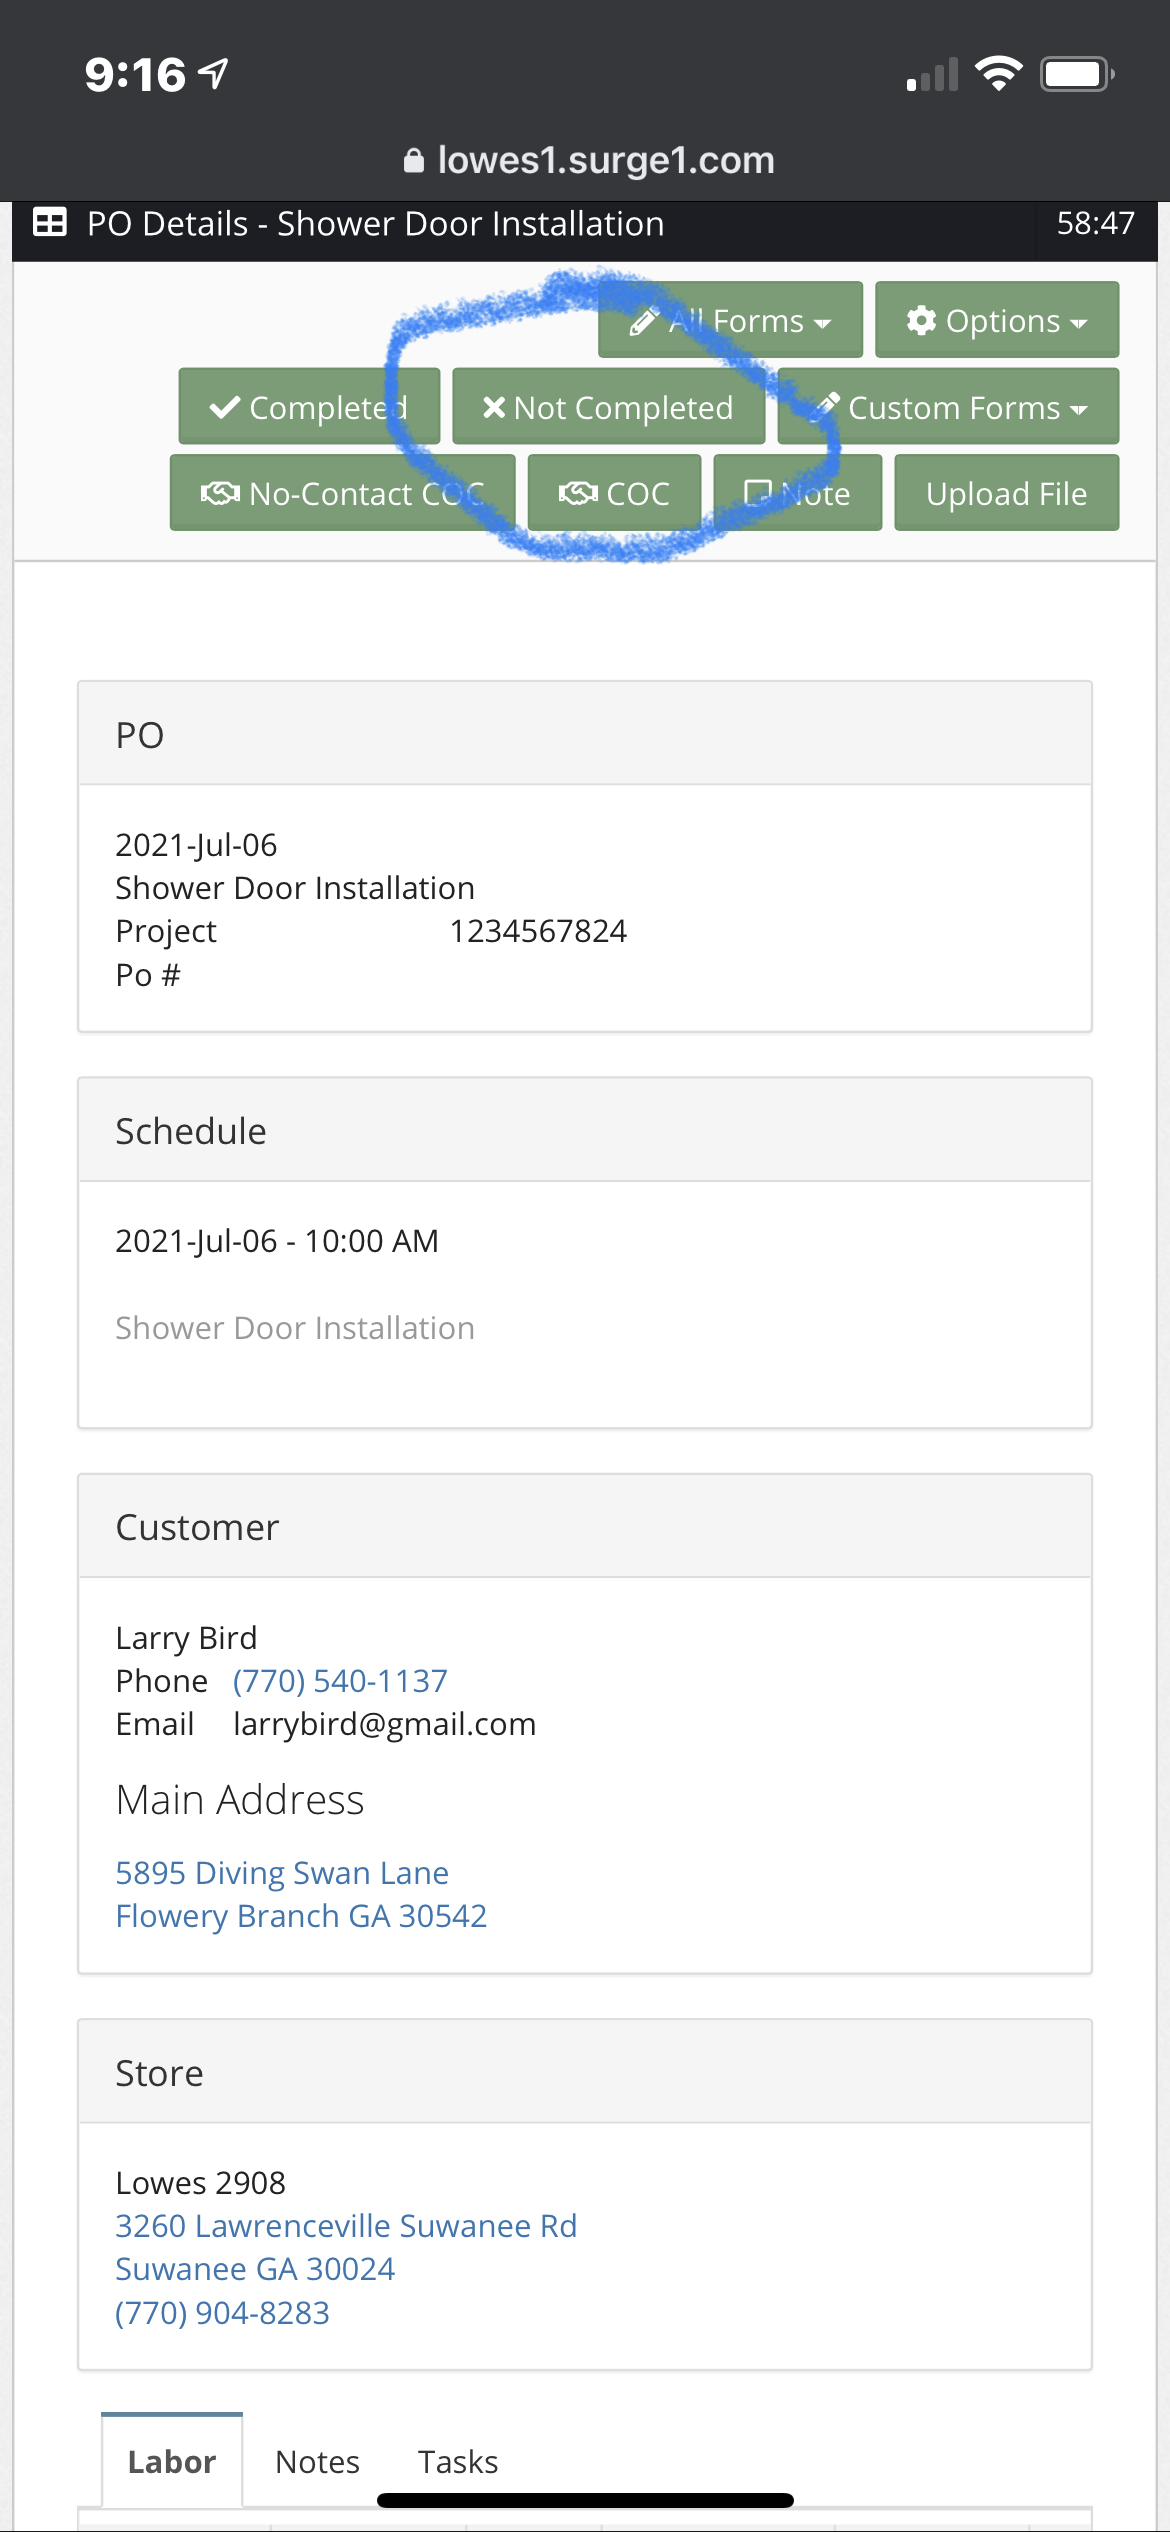 9:16
lowes1.surge1.com
PO Details - Shower Door Installation 58:47
All Forms Options
Completed Not Completed Custom Forms
No-Contact COC COC Note Upload File
PO
2021-Jul-06
Shower Door Installation
Project 1234567824
Po #
Schedule
2021-Jul-06 - 10:00 AM
Shower Door Installation
Customer
Larry Bird
Phone (770) 540-1137
Email larrybird@gmail.com
Main Address
5895 Diving Swan Lane
Flowery Branch GA 30542
Store
Lowes 2908
3260 Lawrenceville Suwanee Rd
Suwanee GA 30024
(770) 904-8283
Labor Notes Tasks